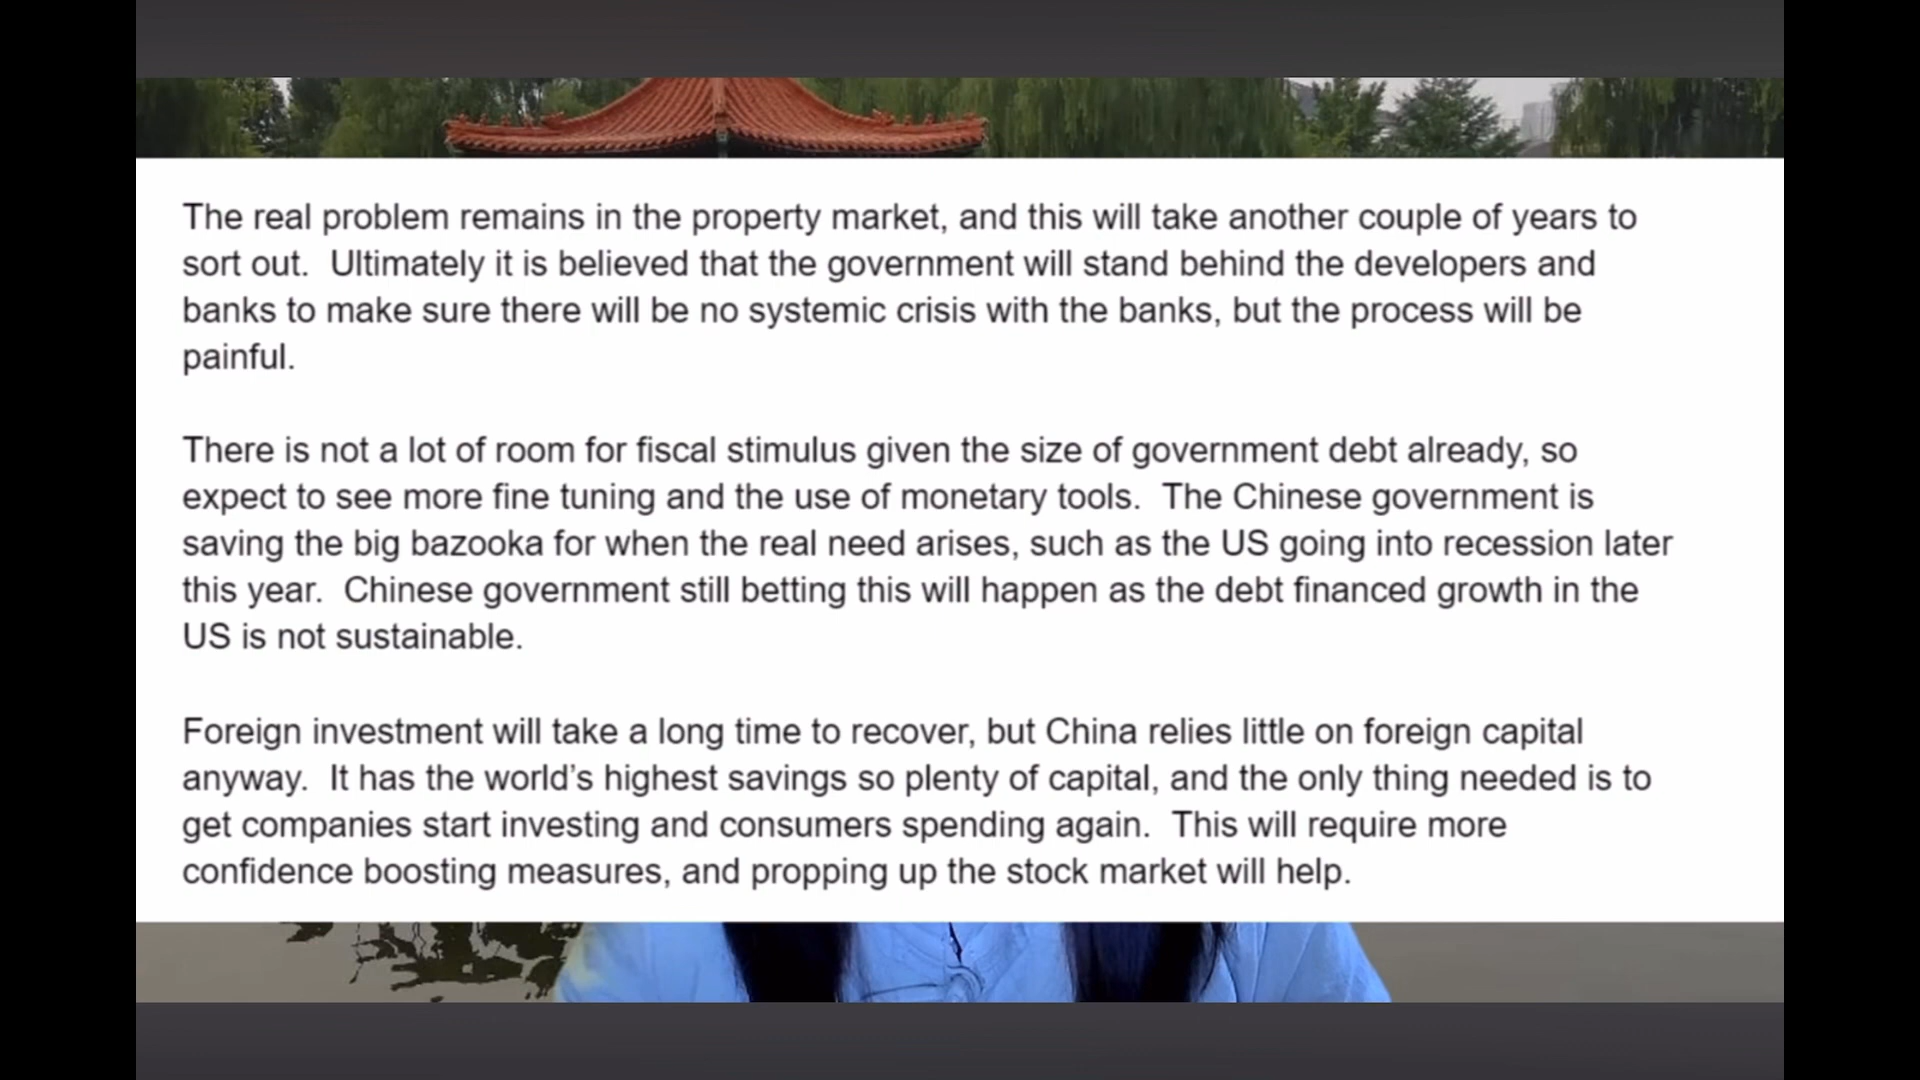 The real problem remains in the property market, and this will take another couple of years to
sort out.  Ultimately it is believed that the government will stand behind the developers and
banks to make sure there will be no systemic crisis with the banks, but the process will be
painful.
There is not a lot of room for fiscal stimulus given the size of government debt already, so
expect to see more fine tuning and the use of monetary tools.  The Chinese government is
saving the big bazooka for when the real need arises, such as the US going into recession later
this year.  Chinese government still betting this will happen as the debt financed growth in the
US is not sustainable.
Foreign investment will take a long time to recover, but China relies little on foreign capital
anyway.  It has the world’s highest savings so plenty of capital, and the only thing needed is to
get companies start investing and consumers spending again.  This will require more
confidence boosting measures, and propping up the stock market will help.